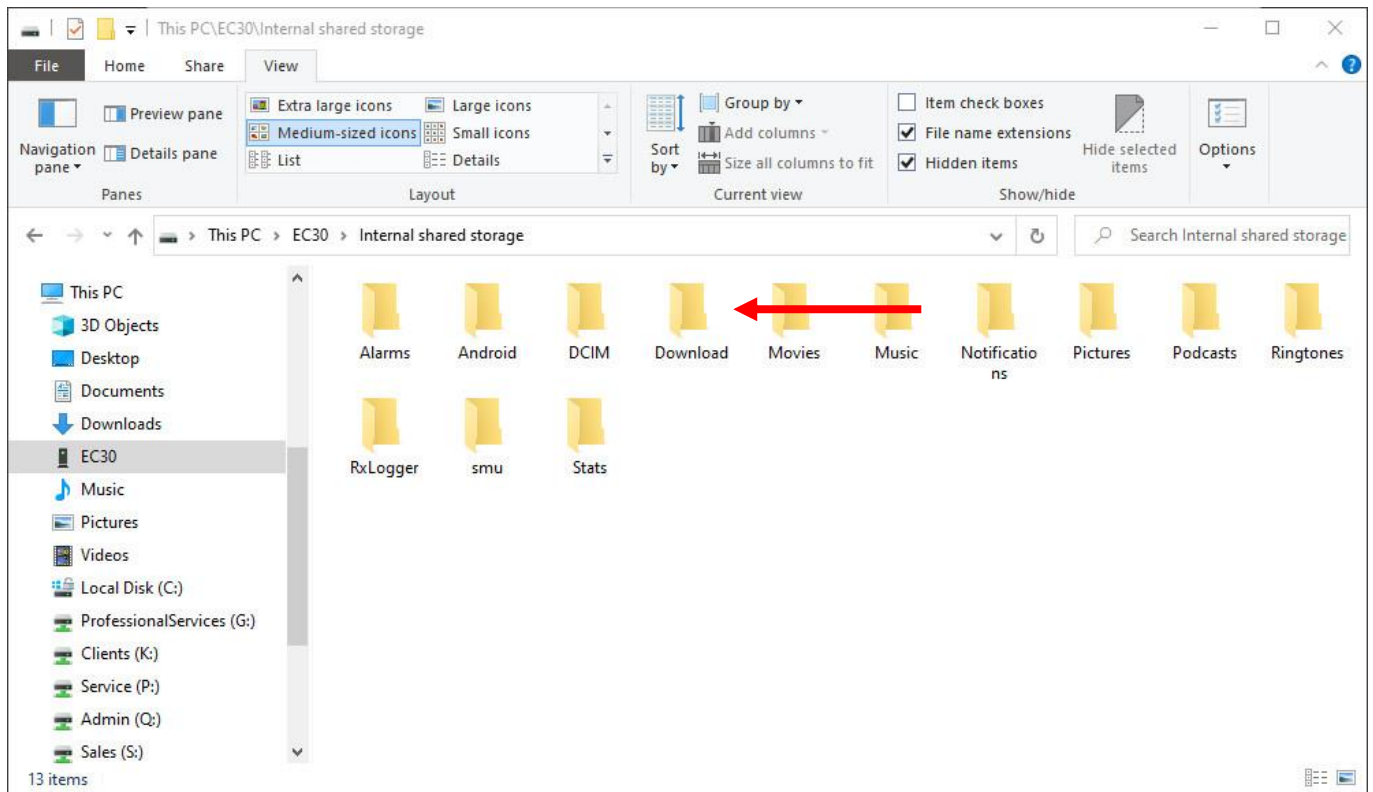 This PC\EC30\Internal shared storage
File Home Share View
Navigation pane
Preview pane
Details pane
Panes
Extra large icons Large icons
Medium-sized icons Small icons
List Details
Layout
Sort by
Group by
Add columns
Size all columns to fit
Current view
Item check boxes
File name extensions
Hidden items
Hide selected items
Show/hide
Options
This PC > EC30 > Internal shared storage
Search Internal shared storage
This PC
3D Objects
Desktop
Documents
Downloads
EC30
Music
Pictures
Videos
Local Disk (C:)
ProfessionalServices (G:)
Clients (K:)
Service (P:)
Admin (Q:)
Sales (S:)
Alarms Android DCIM Download Movies Music Notificatio
ns Pictures Podcasts Ringtones
RxLogger smu Stats
13 items